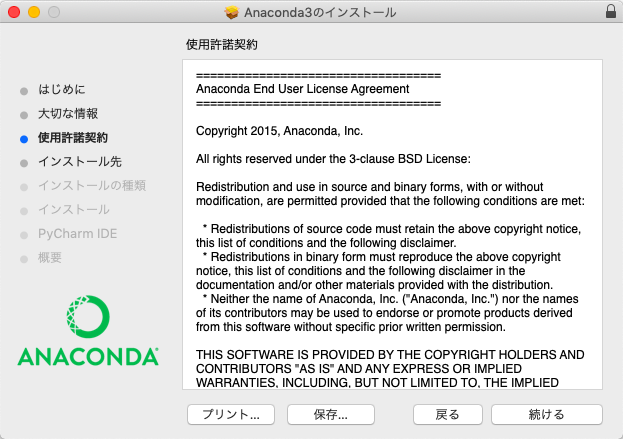 Anaconda3のインストール
使用許諾契約
はじめに
大切な情報
使用許諾契約
インストール先
インストールの種類
インストール
PyCharm IDE
概要
ANACONDA®
===================================
Anaconda End User License Agreement
===================================
Copyright 2015, Anaconda, Inc.
All rights reserved under the 3-clause BSD License:
Redistribution and use in source and binary forms, with or without
modification, are permitted provided that the following conditions are met:
* Redistributions of source code must retain the above copyright notice,
this list of conditions and the following disclaimer.
* Redistributions in binary form must reproduce the above copyright
notice, this list of conditions and the following disclaimer in the
documentation and/or other materials provided with the distribution.
* Neither the name of Anaconda, Inc. ("Anaconda, Inc.") nor the names
of its contributors may be used to endorse or promote products derived
from this software without specific prior written permission.
THIS SOFTWARE IS PROVIDED BY THE COPYRIGHT HOLDERS AND
CONTRIBUTORS "AS IS" AND ANY EXPRESS OR IMPLIED
WARRANTIES, INCLUDING, BUT NOT LIMITED TO, THE IMPLIED
プリント...
保存...
戻る
続ける